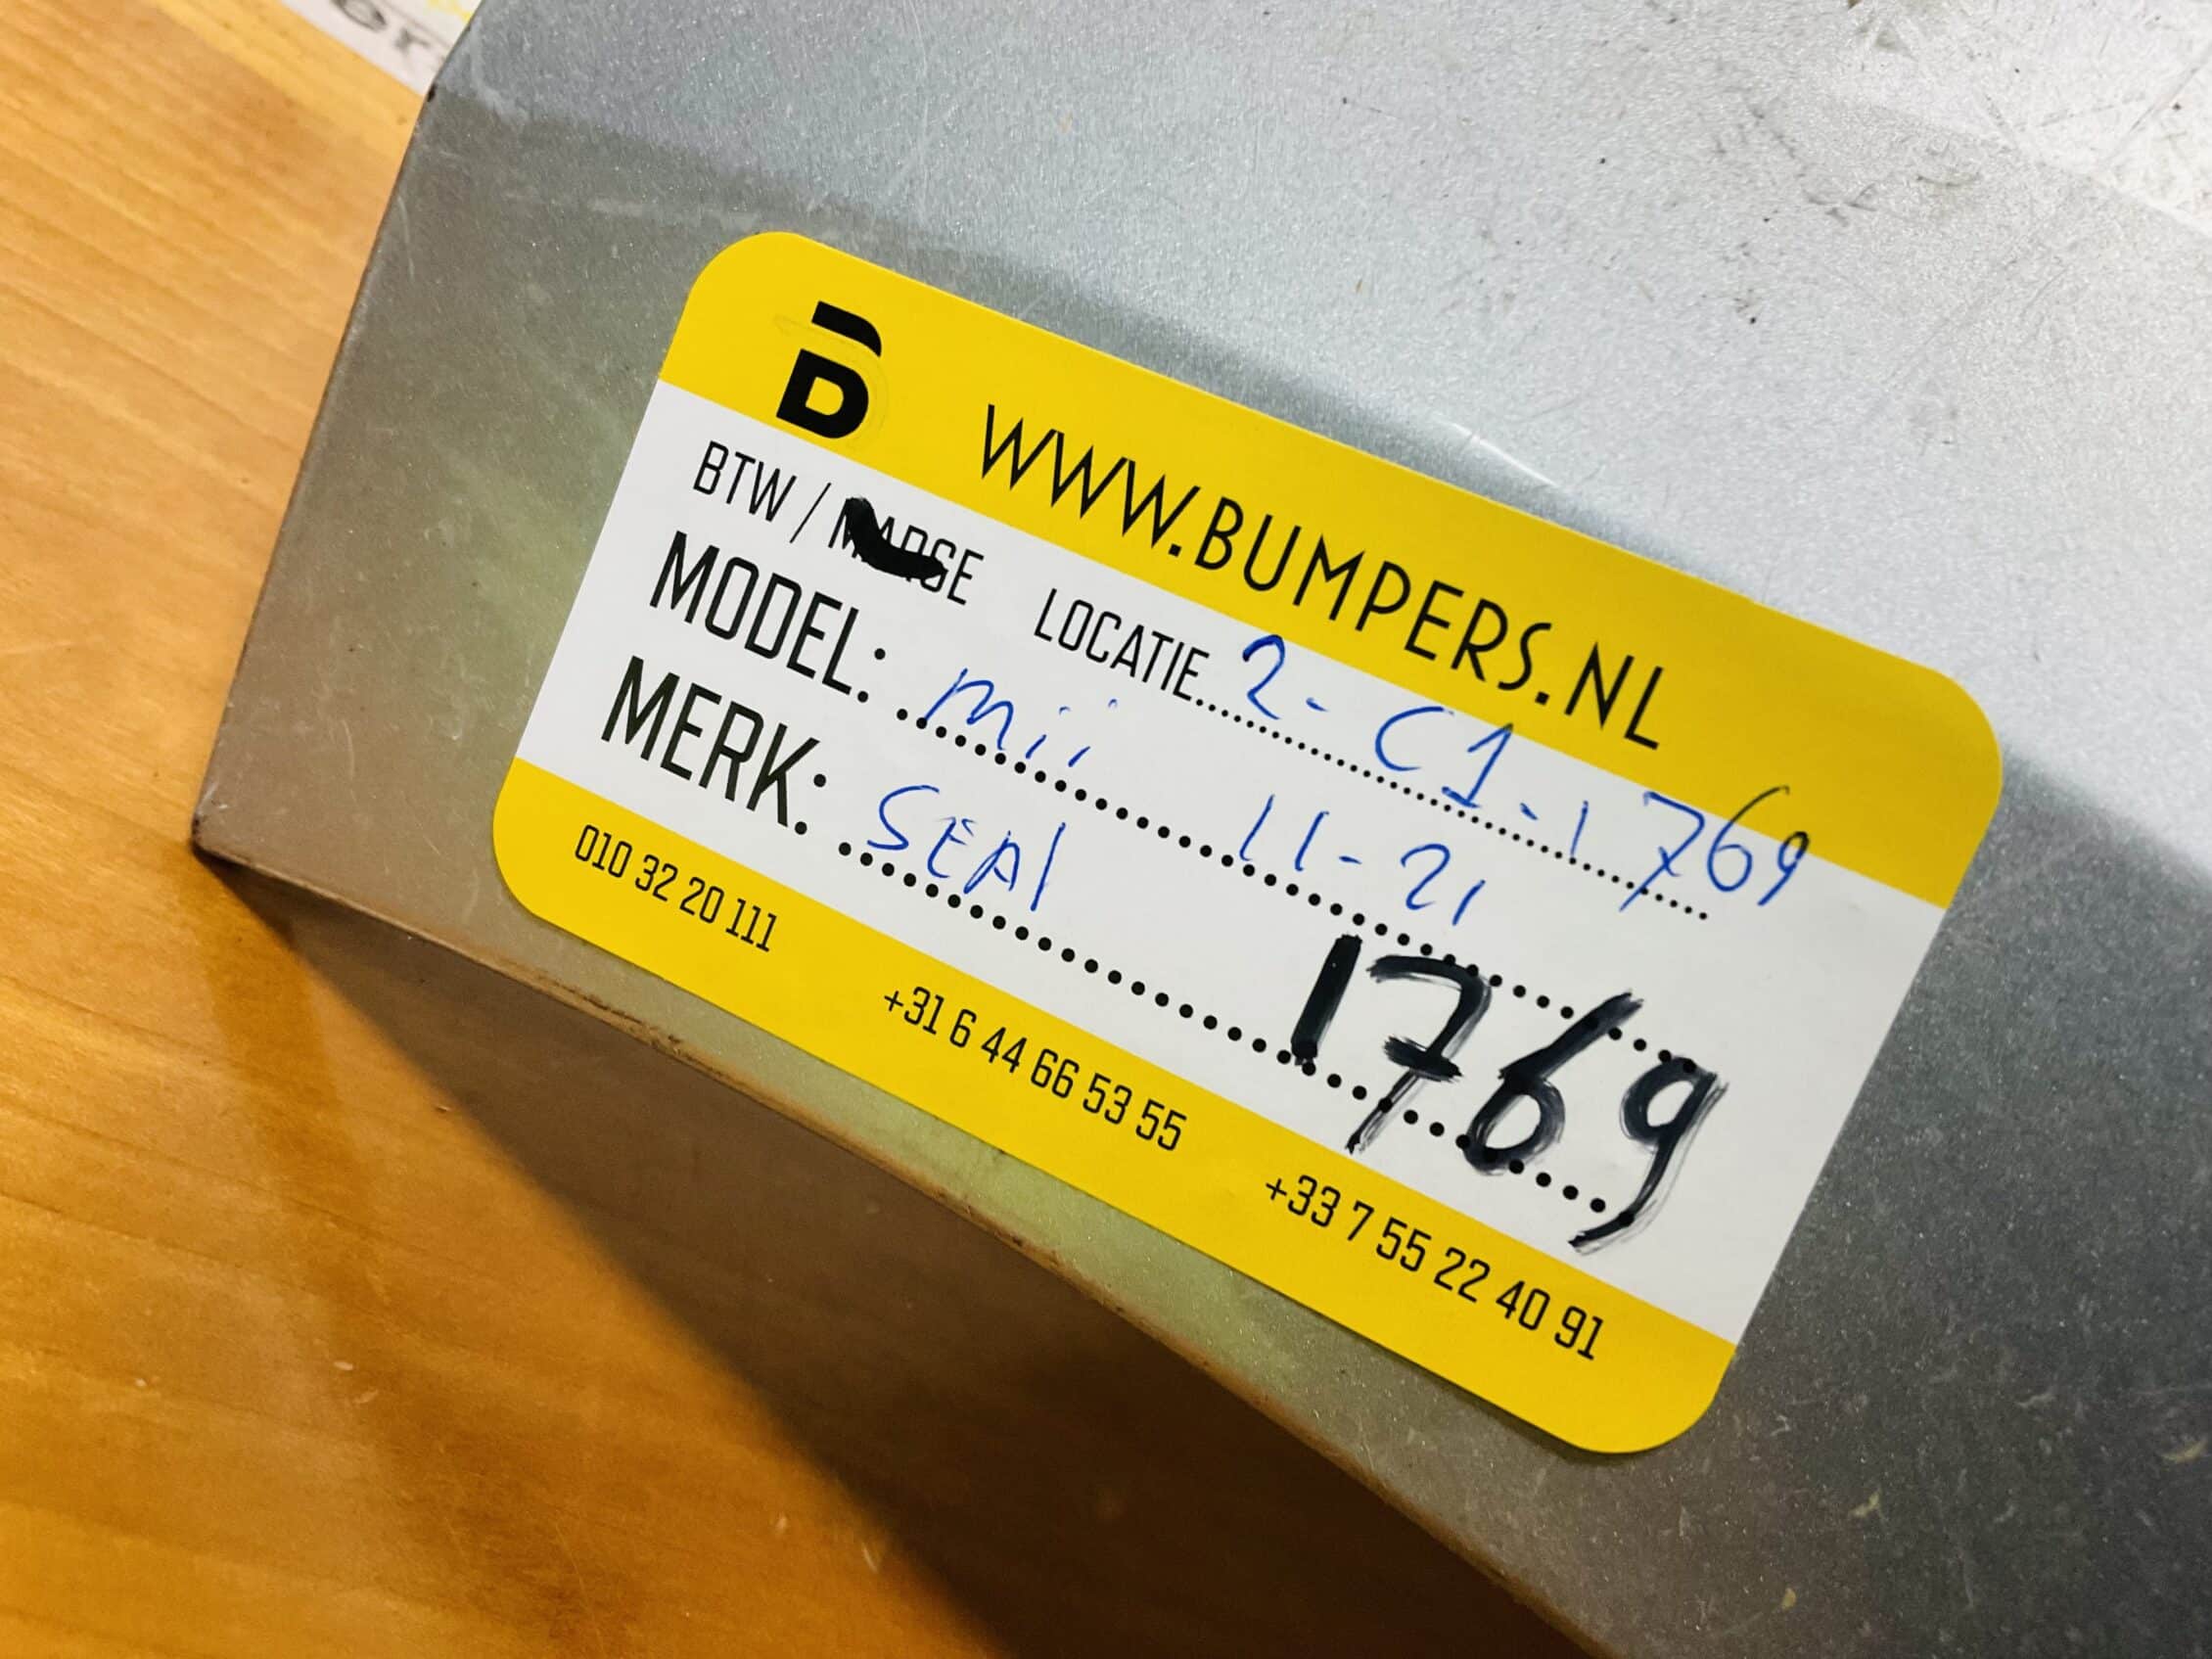 B WWW.BUMPERS.NL
BTW / MARGE LOCATIE 2-C1-1769
MODEL: mii 11-21
MERK: SEAt
1769
010 32 20 111 +31 6 44 66 53 55 +33 7 55 22 40 91